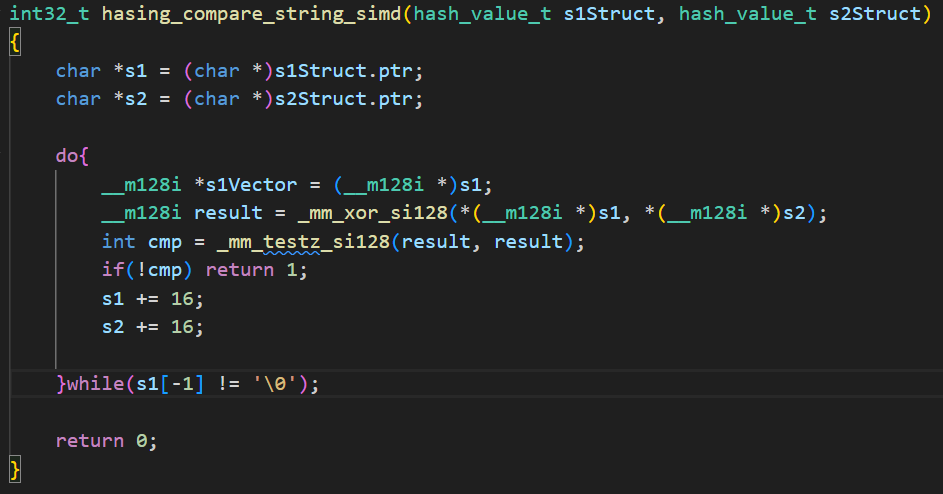 int32_t hasing_compare_string_simd(hash_value_t s1Struct, hash_value_t s2Struct)
{
    char *s1 = (char *)s1Struct.ptr;
    char *s2 = (char *)s2Struct.ptr;

    do{
        __m128i *s1Vector = (__m128i *)s1;
        __m128i result = _mm_xor_si128(*(__m128i *)s1, *(__m128i *)s2);
        int cmp = _mm_testz_si128(result, result);
        if(!cmp) return 1;
        s1 += 16;
        s2 += 16;

    }while(s1[-1] != '\0');

    return 0;
}